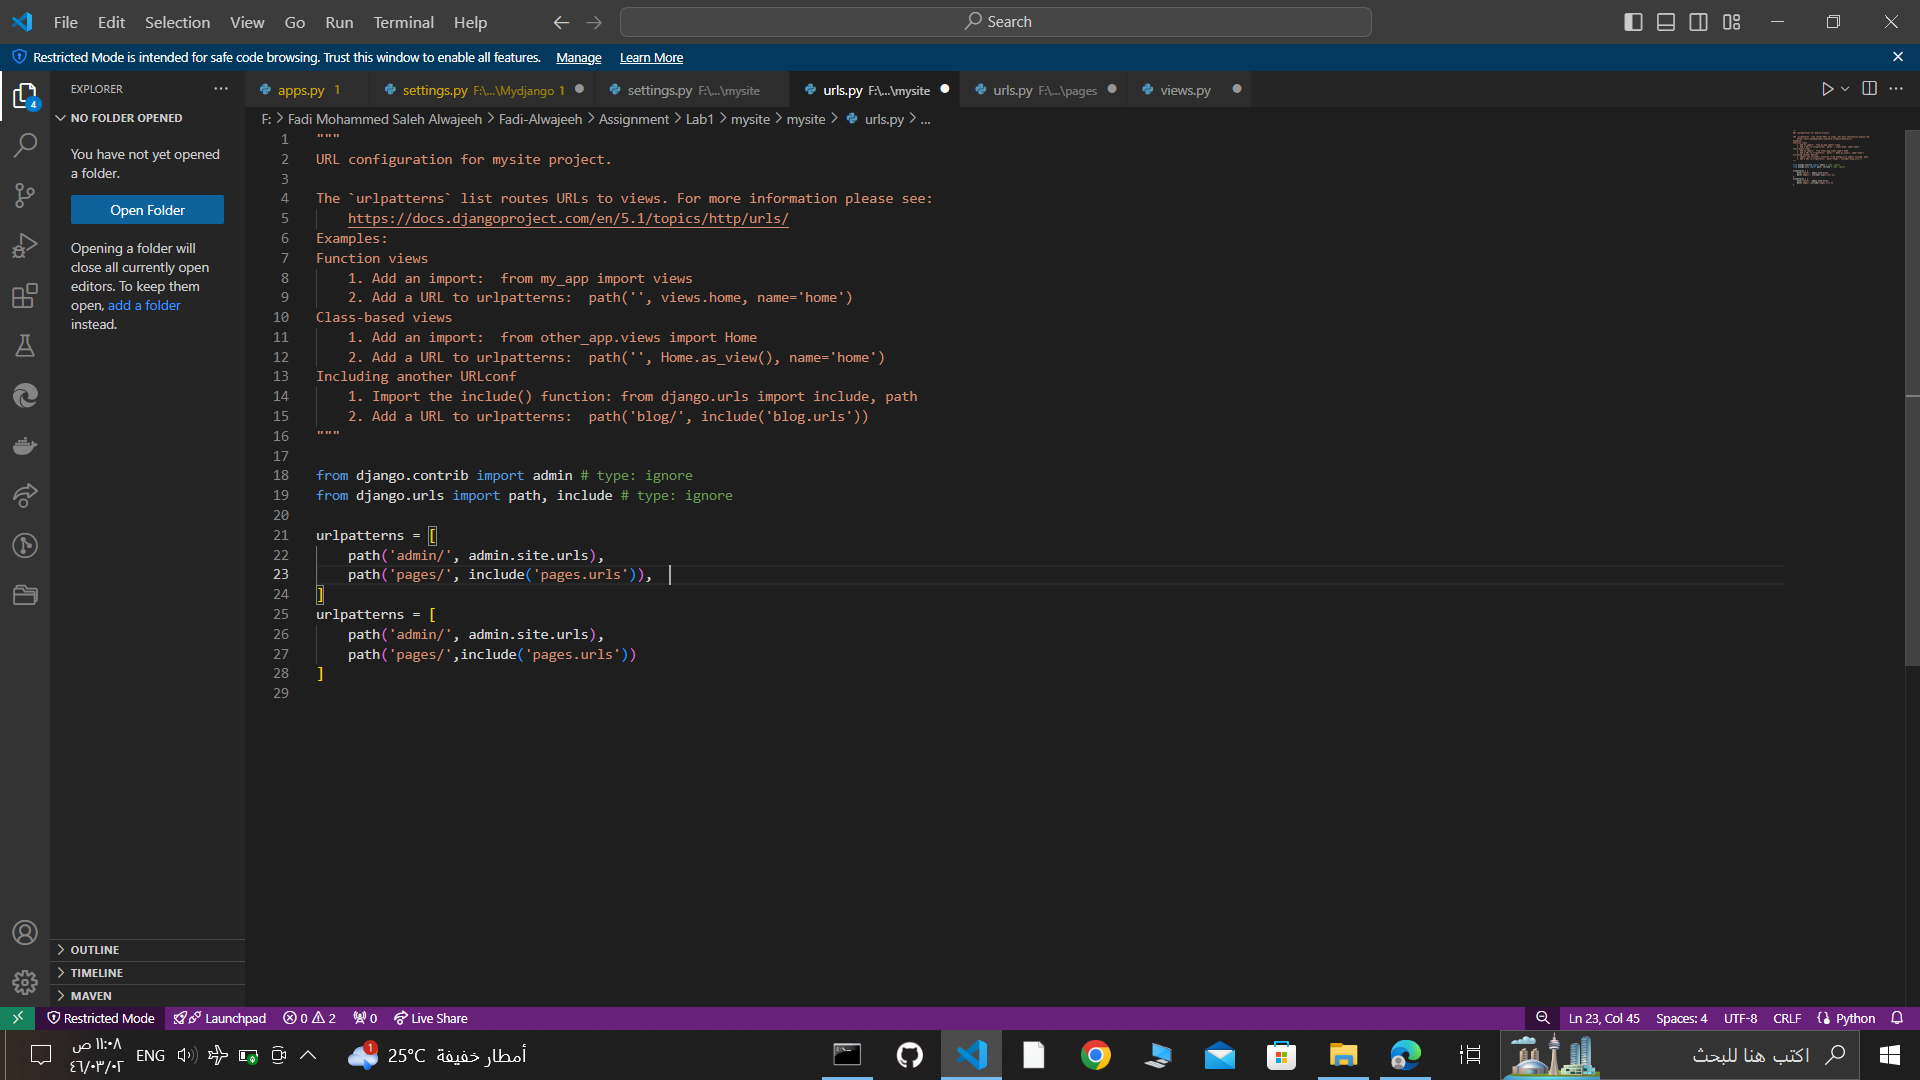 File Edit Selection View Go Run Terminal Help
Search
Restricted Mode is intended for safe code browsing. Trust this window to enable all features. Manage Learn More
EXPLORER
apps.py 1
settings.py F:\...\Mydjango 1
settings.py F:\...\mysite
urls.py F:\...\mysite
urls.py F:\...\pages
views.py
4
NO FOLDER OPENED
F: > Fadi Mohammed Saleh Alwajeeh > Fadi-Alwajeeh > Assignment > Lab1 > mysite > mysite > urls.py > ...
You have not yet opened
a folder.
Open Folder
Opening a folder will
close all currently open
editors. To keep them
open, add a folder
instead.
1 """
2 URL configuration for mysite project.
3
4 The `urlpatterns` list routes URLs to views. For more information please see:
5 https://docs.djangoproject.com/en/5.1/topics/http/urls/
6 Examples:
7 Function views
8 1. Add an import:  from my_app import views
9 2. Add a URL to urlpatterns:  path('', views.home, name='home')
10 Class-based views
11 1. Add an import:  from other_app.views import Home
12 2. Add a URL to urlpatterns:  path('', Home.as_view(), name='home')
13 Including another URLconf
14 1. Import the include() function: from django.urls import include, path
15 2. Add a URL to urlpatterns:  path('blog/', include('blog.urls'))
16 """
17
18 from django.contrib import admin # type: ignore
19 from django.urls import path, include # type: ignore
20
21 urlpatterns = [
22 path('admin/', admin.site.urls),
23 path('pages/', include('pages.urls')),
24 ]
25 urlpatterns = [
26 path('admin/', admin.site.urls),
27 path('pages/',include('pages.urls'))
28 ]
29
OUTLINE
TIMELINE
MAVEN
Restricted Mode Launchpad 0 2 0 Live Share
Ln 23, Col 45 Spaces: 4 UTF-8 CRLF Python
١١:٠٨ ص
٤٦/٠٣/٠٢
ENG
1
25°C أمطار خفيفة
اكتب هنا للبحث